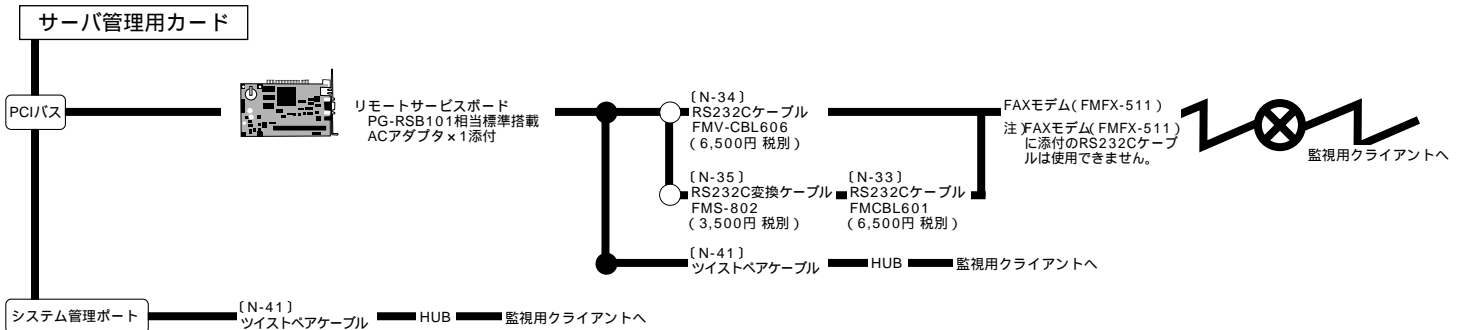 サーバ管理用カード
PCIバス
リモートサービスボード
PG-RSB101相当標準搭載
ACアダプタ×1添付
〔N-34〕
RS232Cケーブル
FMV-CBL606
(6,500円 税別)
FAXモデム(FMFX-511)
注)FAXモデム(FMFX-511)
に添付のRS232Cケーブ
ルは使用できません。
監視用クライアントへ
〔N-35〕
RS232C変換ケーブル
FMS-802
(3,500円 税別)
〔N-33〕
RS232Cケーブル
FMCBL601
(6,500円 税別)
〔N-41〕
ツイストペアケーブル
HUB
監視用クライアントへ
システム管理ポート
〔N-41〕
ツイストペアケーブル
HUB
監視用クライアントへ